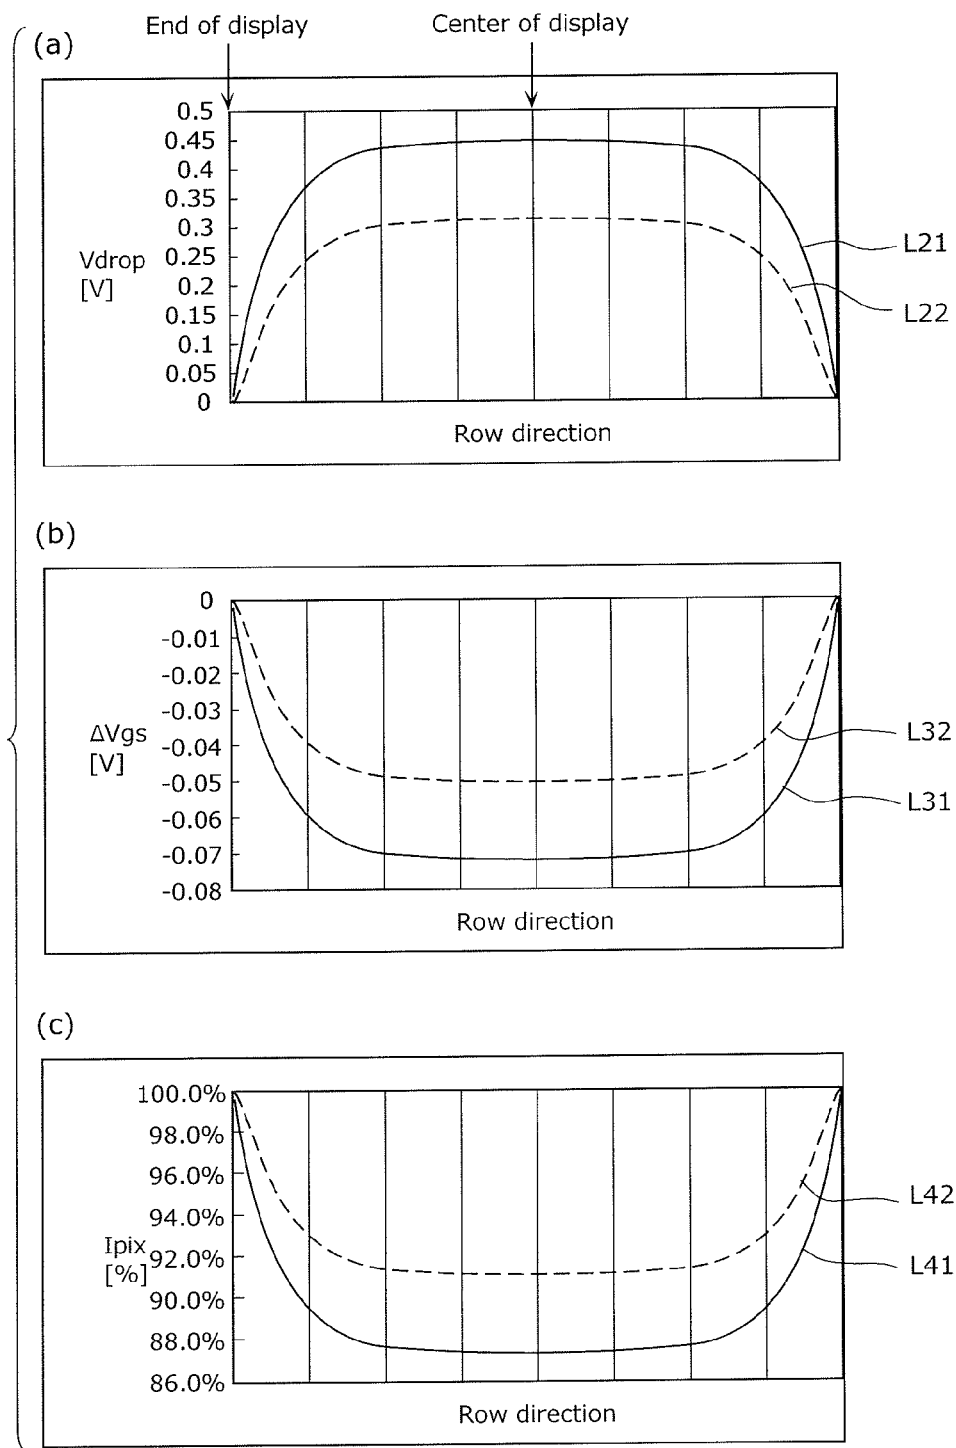 End of display
Center of display
(a)
0.5
0.45
0.4
0.35
0.3
0.25
0.2
0.15
0.1
0.05
0
Vdrop
[V]
L21
L22
Row direction
(b)
0
-0.01
-0.02
-0.03
-0.04
-0.05
-0.06
-0.07
-0.08
ΔVgs
[V]
L32
L31
Row direction
(c)
100.0%
98.0%
96.0%
94.0%
92.0%
90.0%
88.0%
86.0%
Ipix
[%]
L42
L41
Row direction